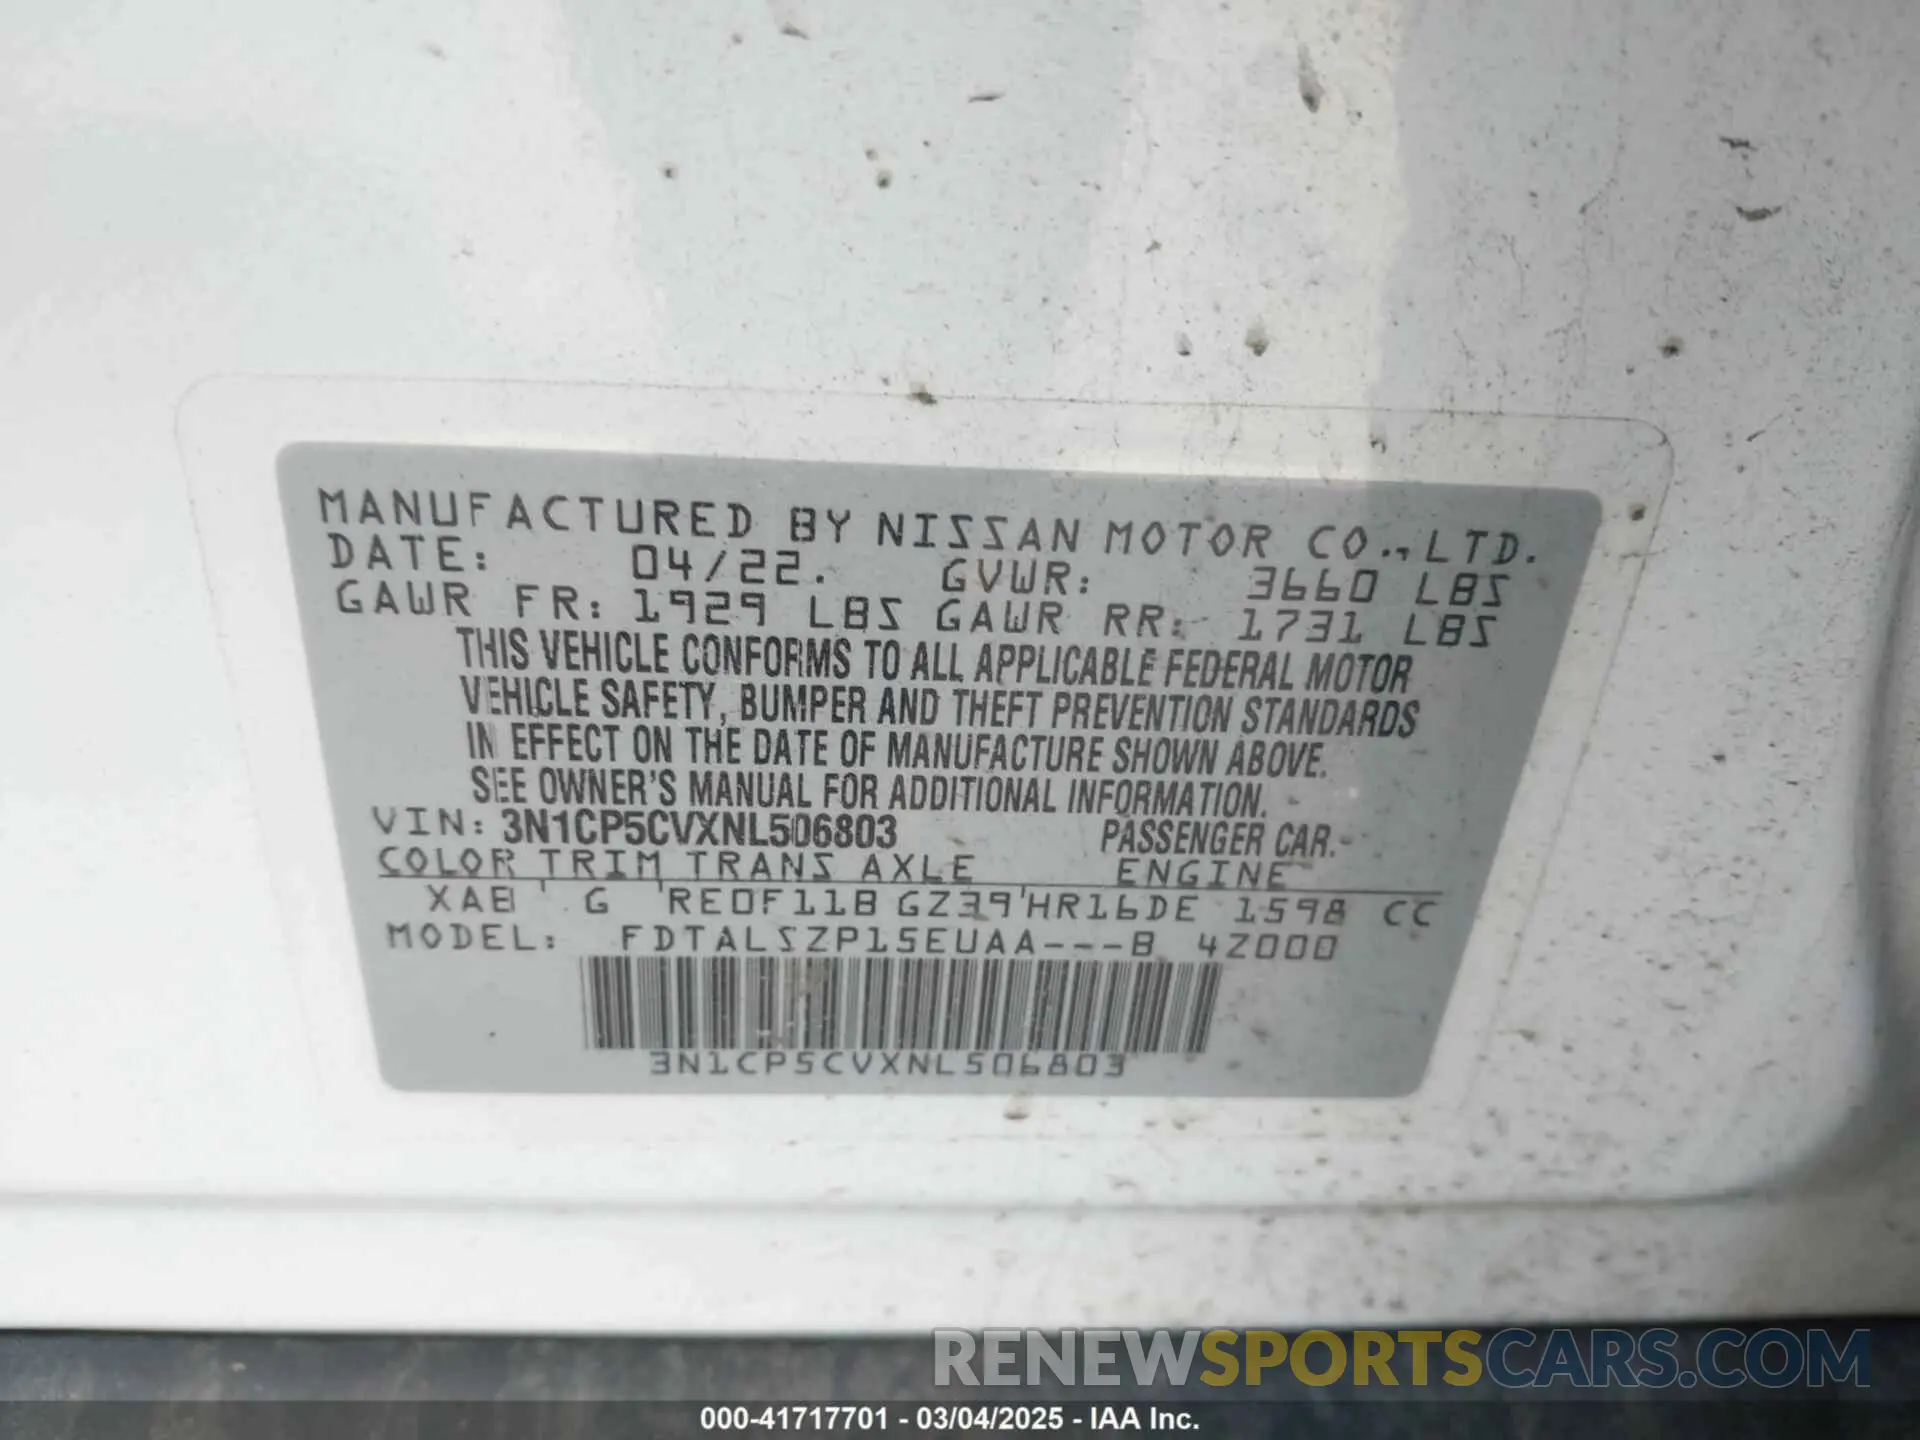 MANUFACTURED BY NISSAN MOTOR CO.,LTD.
DATE: 04/22. GVWR: 3660 LBS
GAWR FR: 1929 LBS GAWR RR: 1731 LBS
THIS VEHICLE CONFORMS TO ALL APPLICABLE FEDERAL MOTOR
VEHICLE SAFETY, BUMPER AND THEFT PREVENTION STANDARDS
IN EFFECT ON THE DATE OF MANUFACTURE SHOWN ABOVE.
SEE OWNER'S MANUAL FOR ADDITIONAL INFORMATION.
VIN: 3N1CP5CVXNL506803 PASSENGER CAR.
COLOR TRIM TRANS AXLE ENGINE
XAB G RE0F11B GZ39 HR16DE 1598 CC
MODEL: FDTALSZP15EUAA---B 4Z000
3N1CP5CVXNL506803
RENEWSPORTSCARS.COM
000-41717701 - 03/04/2025 - IAA Inc.